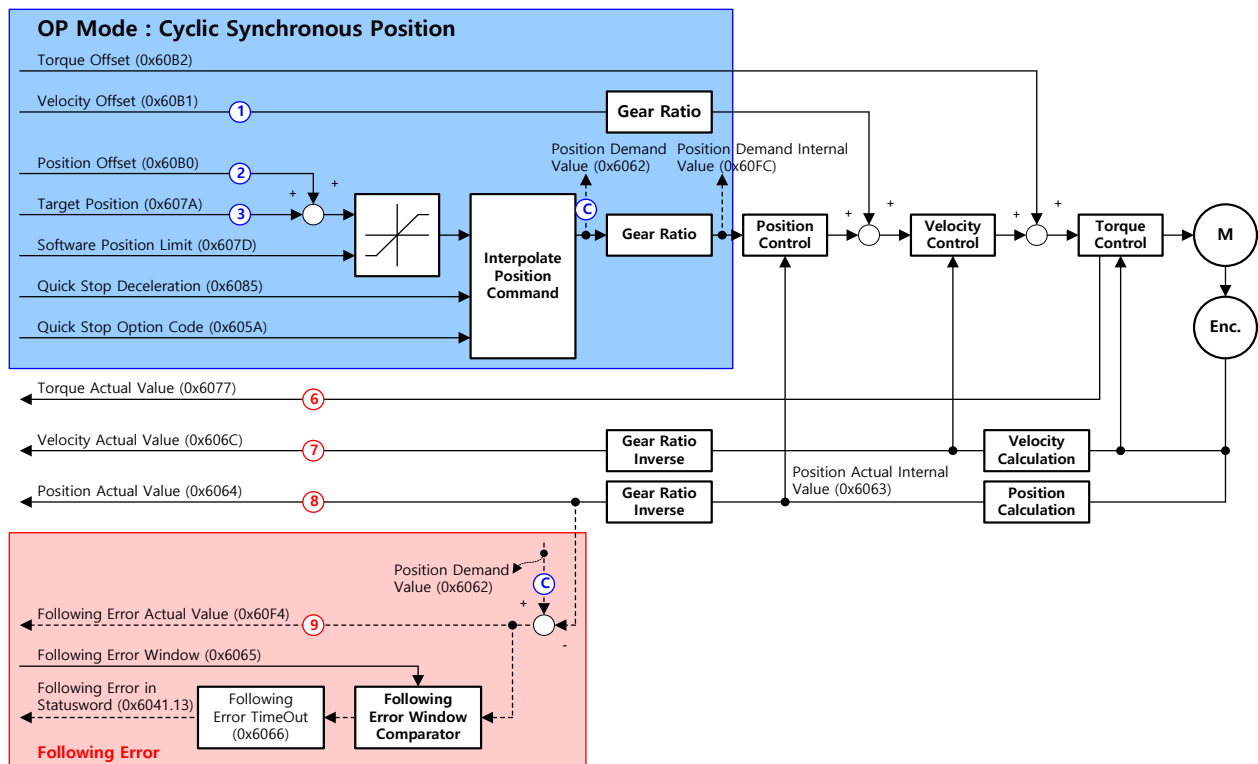 OP Mode : Cyclic Synchronous Position
Torque Offset (0x60B2)
Velocity Offset (0x60B1)
1
Gear Ratio
Position Offset (0x60B0)
2
+
+
Target Position (0x607A)
3
Software Position Limit (0x607D)
Quick Stop Deceleration (0x6085)
Quick Stop Option Code (0x605A)
Interpolate
Position
Command
Position Demand
Value (0x6062)
C
Gear Ratio
Position Demand Internal
Value (0x60FC)
Position
Control
+
+
Velocity
Control
+
+
Torque
Control
M
Enc.
Torque Actual Value (0x6077)
6
Velocity Actual Value (0x606C)
7
Gear Ratio
Inverse
Velocity
Calculation
Position Actual Value (0x6064)
8
Gear Ratio
Inverse
Position Actual Internal
Value (0x6063)
Position
Calculation
Position Demand
Value (0x6062)
C
+
-
Following Error Actual Value (0x60F4)
9
Following Error Window (0x6065)
Following Error in
Statusword (0x6041.13)
Following
Error TimeOut
(0x6066)
Following
Error Window
Comparator
Following Error